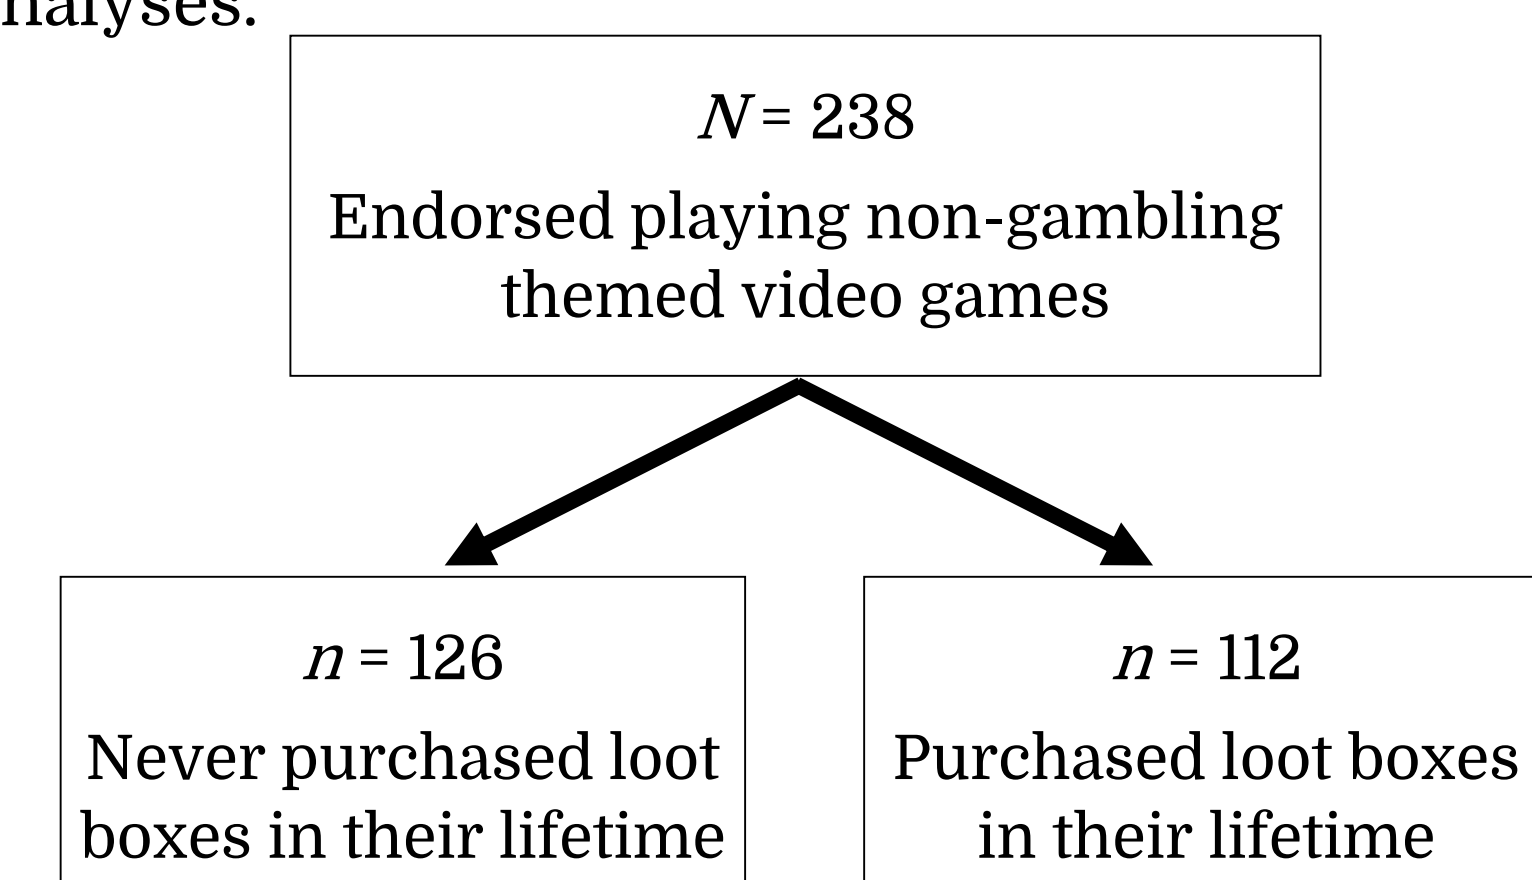 nalyses.
N = 238
Endorsed playing non-gambling
themed video games
n = 126
Never purchased loot
boxes in their lifetime
n = 112
Purchased loot boxes
in their lifetime